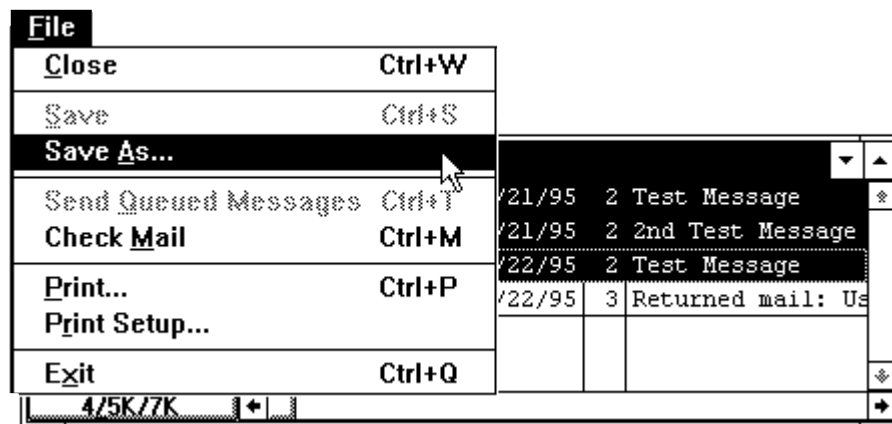 File
Close Ctrl+W
Save Ctrl+S
Save As...
Send Queued Messages Ctrl+T
Check Mail Ctrl+M
Print... Ctrl+P
Print Setup...
Exit Ctrl+Q
/21/95 2 Test Message
/21/95 2 2nd Test Message
/22/95 2 Test Message
/22/95 3 Returned mail: Us
4/5K/7K